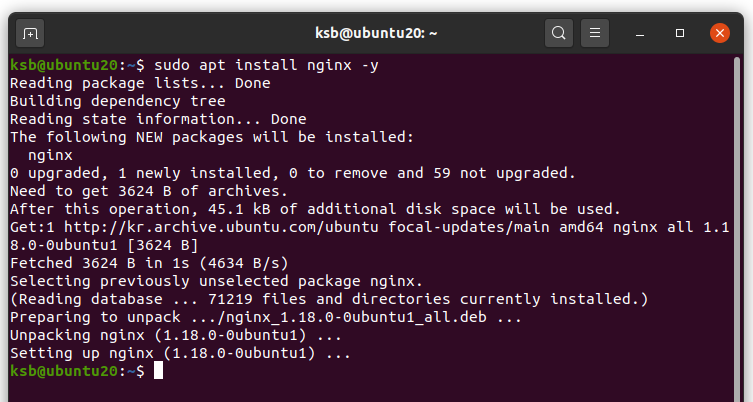 ksb@ubuntu20: ~
ksb@ubuntu20:~$ sudo apt install nginx -y
Reading package lists... Done
Building dependency tree
Reading state information... Done
The following NEW packages will be installed:
  nginx
0 upgraded, 1 newly installed, 0 to remove and 59 not upgraded.
Need to get 3624 B of archives.
After this operation, 45.1 kB of additional disk space will be used.
Get:1 http://kr.archive.ubuntu.com/ubuntu focal-updates/main amd64 nginx all 1.1
8.0-0ubuntu1 [3624 B]
Fetched 3624 B in 1s (4634 B/s)
Selecting previously unselected package nginx.
(Reading database ... 71219 files and directories currently installed.)
Preparing to unpack .../nginx_1.18.0-0ubuntu1_all.deb ...
Unpacking nginx (1.18.0-0ubuntu1) ...
Setting up nginx (1.18.0-0ubuntu1) ...
ksb@ubuntu20:~$